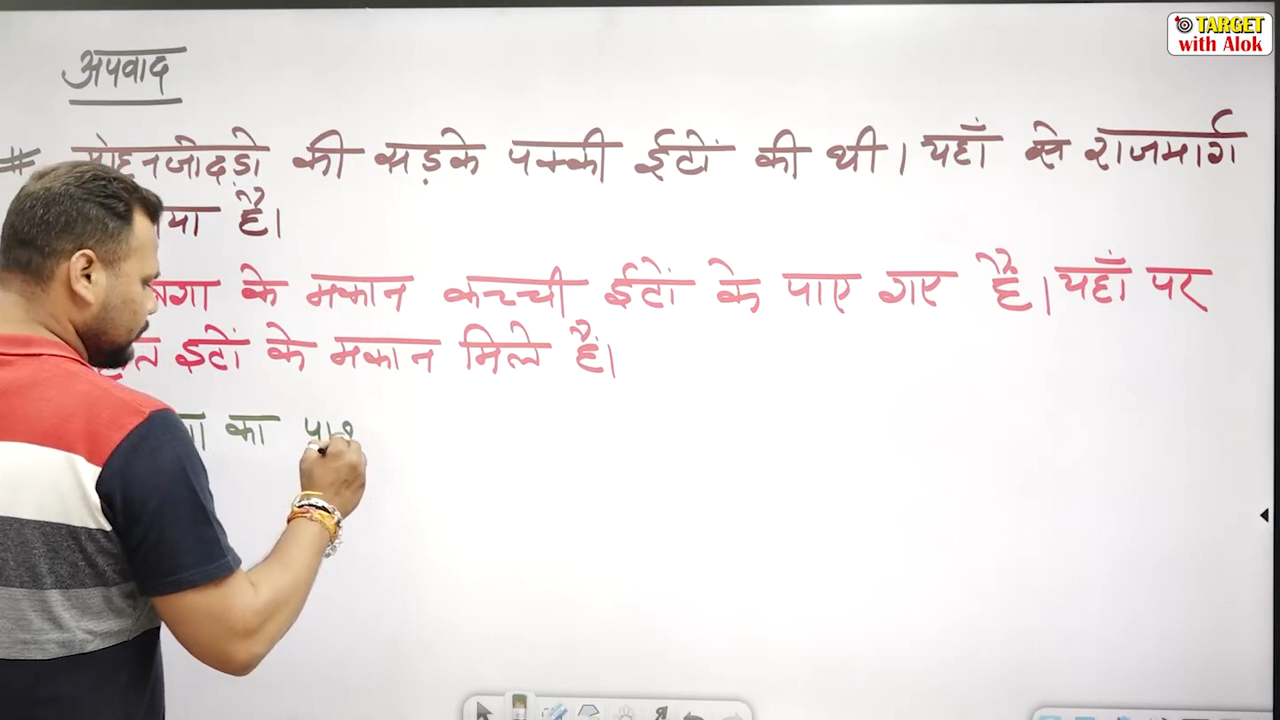 TARGET
with Alok
अपवाद
# मोहनजोदड़ो की सड़के पक्की ईटों की थी। यहाँ से राजमार्ग
है।
के मकान कच्ची ईटों के पाए गए हैं। यहाँ पर
इटों के मकान मिले हैं।
का